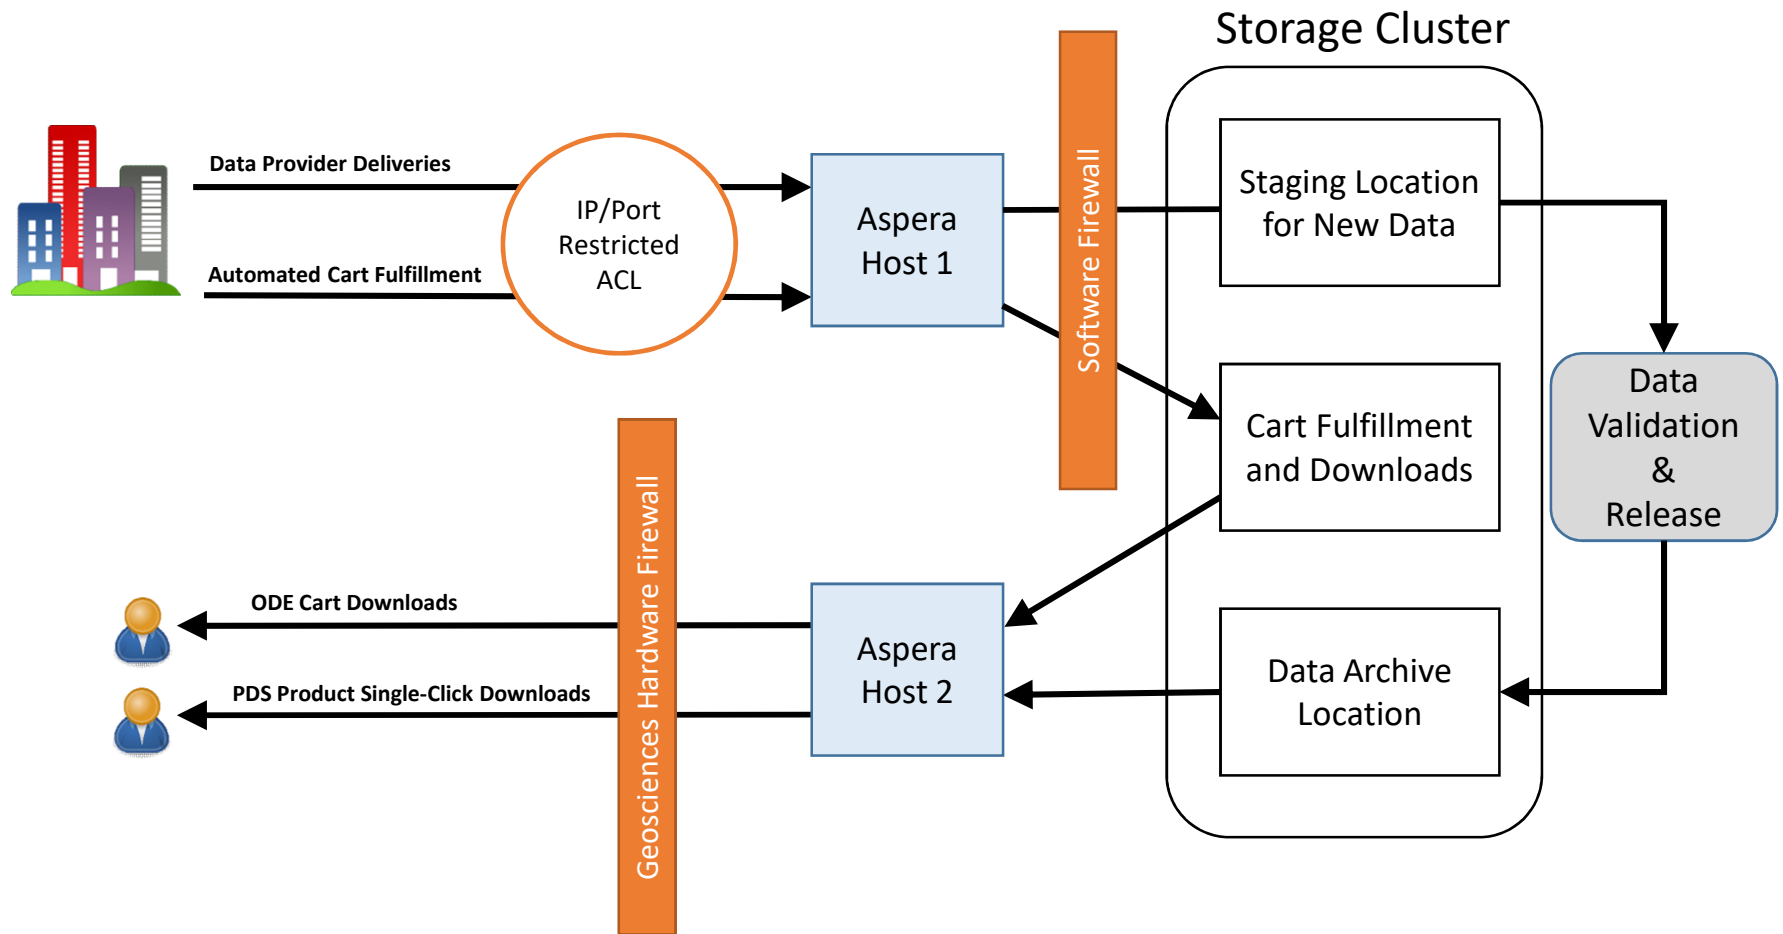 Storage Cluster
Data Provider Deliveries
Automated Cart Fulfillment
IP/Port
Restricted
ACL
Aspera
Host 1
Software Firewall
Staging Location
for New Data
Cart Fulfillment
and Downloads
Data
Validation
&
Release
Data Archive
Location
Aspera
Host 2
Geosciences Hardware Firewall
ODE Cart Downloads
PDS Product Single-Click Downloads